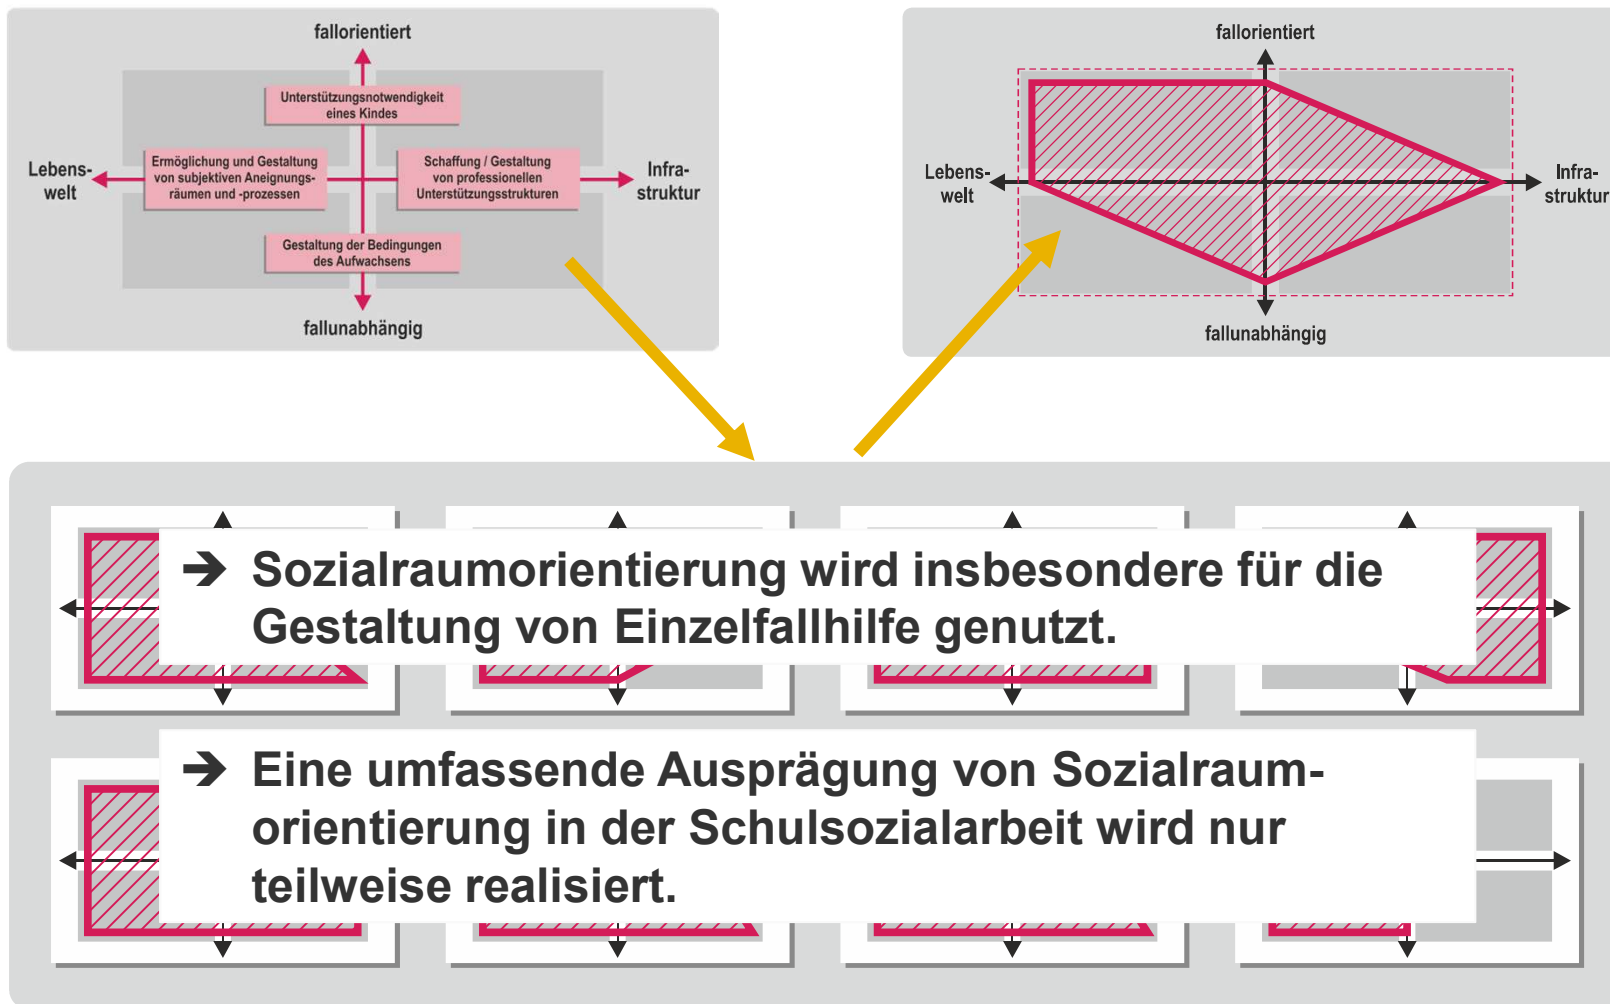 fallorientiert
Unterstützungsnotwendigkeit
eines Kindes
Lebens-
welt
Ermöglichung und Gestaltung
von subjektiven Aneignungs-
räumen und -prozessen
Schaffung / Gestaltung
von professionellen
Unterstützungsstrukturen
Infra-
struktur
Gestaltung der Bedingungen
des Aufwachsens
fallunabhängig
fallorientiert
Lebens-
welt
Infra-
struktur
fallunabhängig
➔ Sozialraumorientierung wird insbesondere für die
Gestaltung von Einzelfallhilfe genutzt.
➔ Eine umfassende Ausprägung von Sozialraum-
orientierung in der Schulsozialarbeit wird nur
teilweise realisiert.